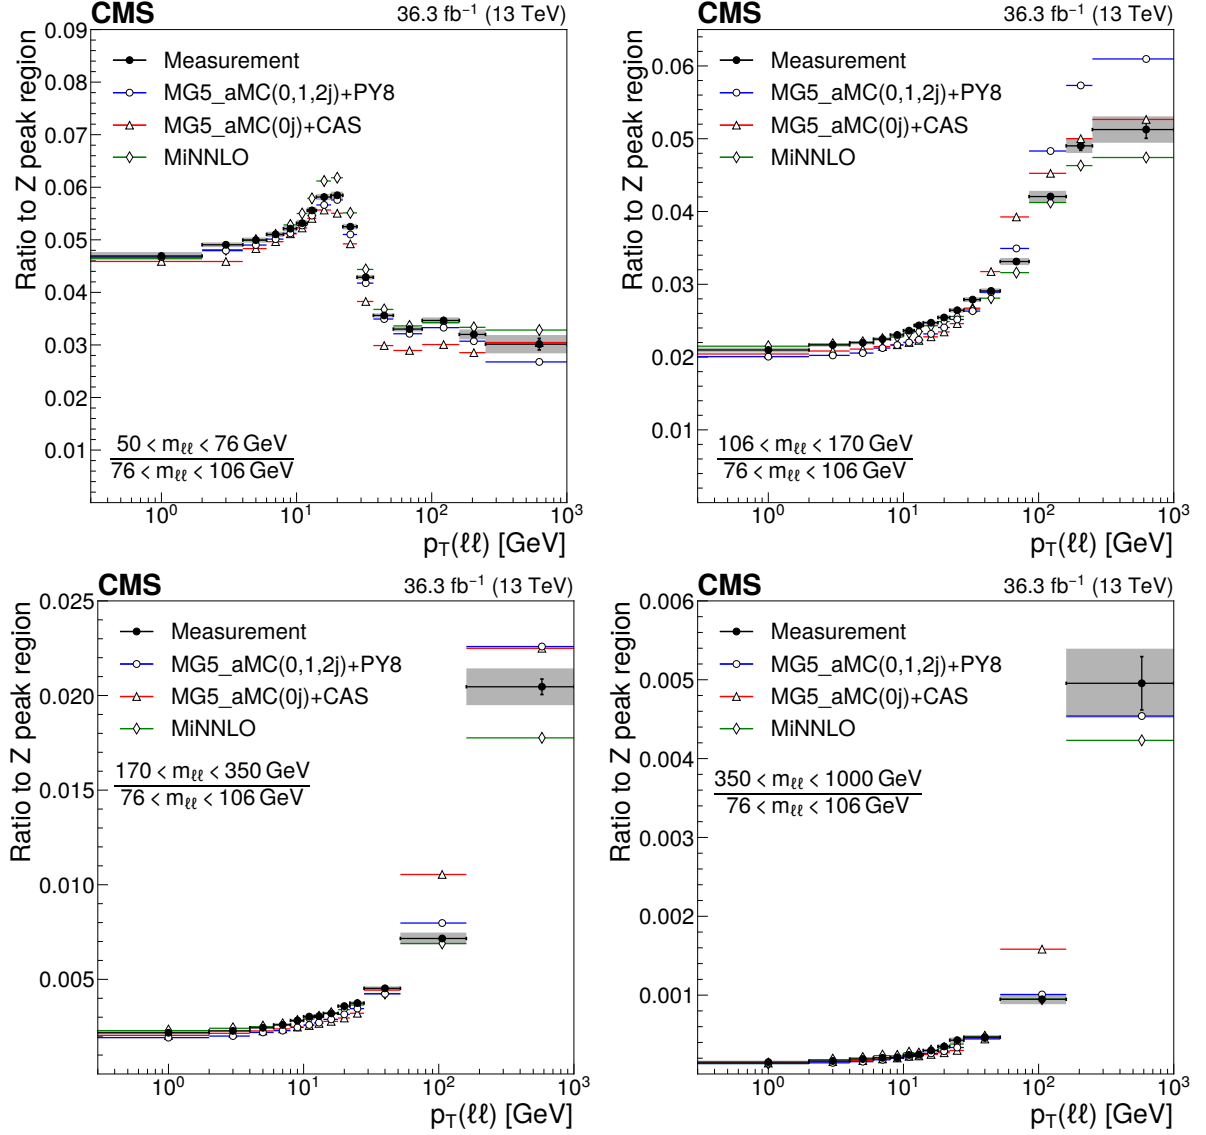 CMS 36.3 fb⁻¹ (13 TeV)
Ratio to Z peak region
0.09
0.08
0.07
0.06
0.05
0.04
0.03
0.02
0.01
Measurement
MG5_aMC(0,1,2j)+PY8
MG5_aMC(0j)+CAS
MiNNLO
50 < mℓℓ < 76 GeV
76 < mℓℓ < 106 GeV
10⁰ 10¹ 10² 10³
pT(ℓℓ) [GeV]
CMS 36.3 fb⁻¹ (13 TeV)
Ratio to Z peak region
0.06
0.05
0.04
0.03
0.02
0.01
Measurement
MG5_aMC(0,1,2j)+PY8
MG5_aMC(0j)+CAS
MiNNLO
106 < mℓℓ < 170 GeV
76 < mℓℓ < 106 GeV
10⁰ 10¹ 10² 10³
pT(ℓℓ) [GeV]
CMS 36.3 fb⁻¹ (13 TeV)
Ratio to Z peak region
0.025
0.020
0.015
0.010
0.005
Measurement
MG5_aMC(0,1,2j)+PY8
MG5_aMC(0j)+CAS
MiNNLO
170 < mℓℓ < 350 GeV
76 < mℓℓ < 106 GeV
10⁰ 10¹ 10² 10³
pT(ℓℓ) [GeV]
CMS 36.3 fb⁻¹ (13 TeV)
Ratio to Z peak region
0.006
0.005
0.004
0.003
0.002
0.001
Measurement
MG5_aMC(0,1,2j)+PY8
MG5_aMC(0j)+CAS
MiNNLO
350 < mℓℓ < 1000 GeV
76 < mℓℓ < 106 GeV
10⁰ 10¹ 10² 10³
pT(ℓℓ) [GeV]